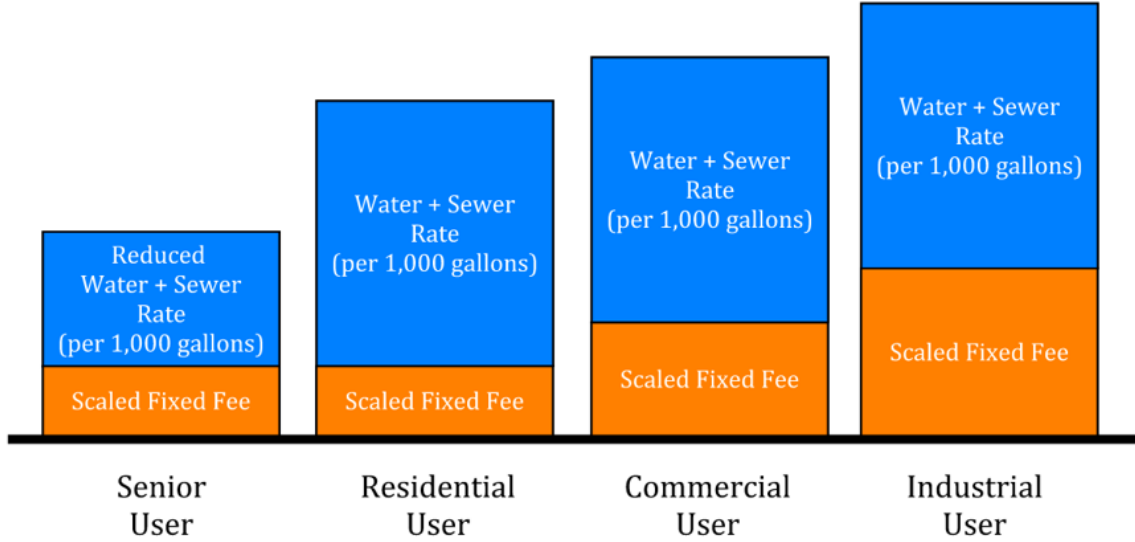 Reduced
Water + Sewer
Rate
(per 1,000 gallons)
Scaled Fixed Fee
Water + Sewer
Rate
(per 1,000 gallons)
Scaled Fixed Fee
Water + Sewer
Rate
(per 1,000 gallons)
Scaled Fixed Fee
Water + Sewer
Rate
(per 1,000 gallons)
Scaled Fixed Fee
Senior
User
Residential
User
Commercial
User
Industrial
User